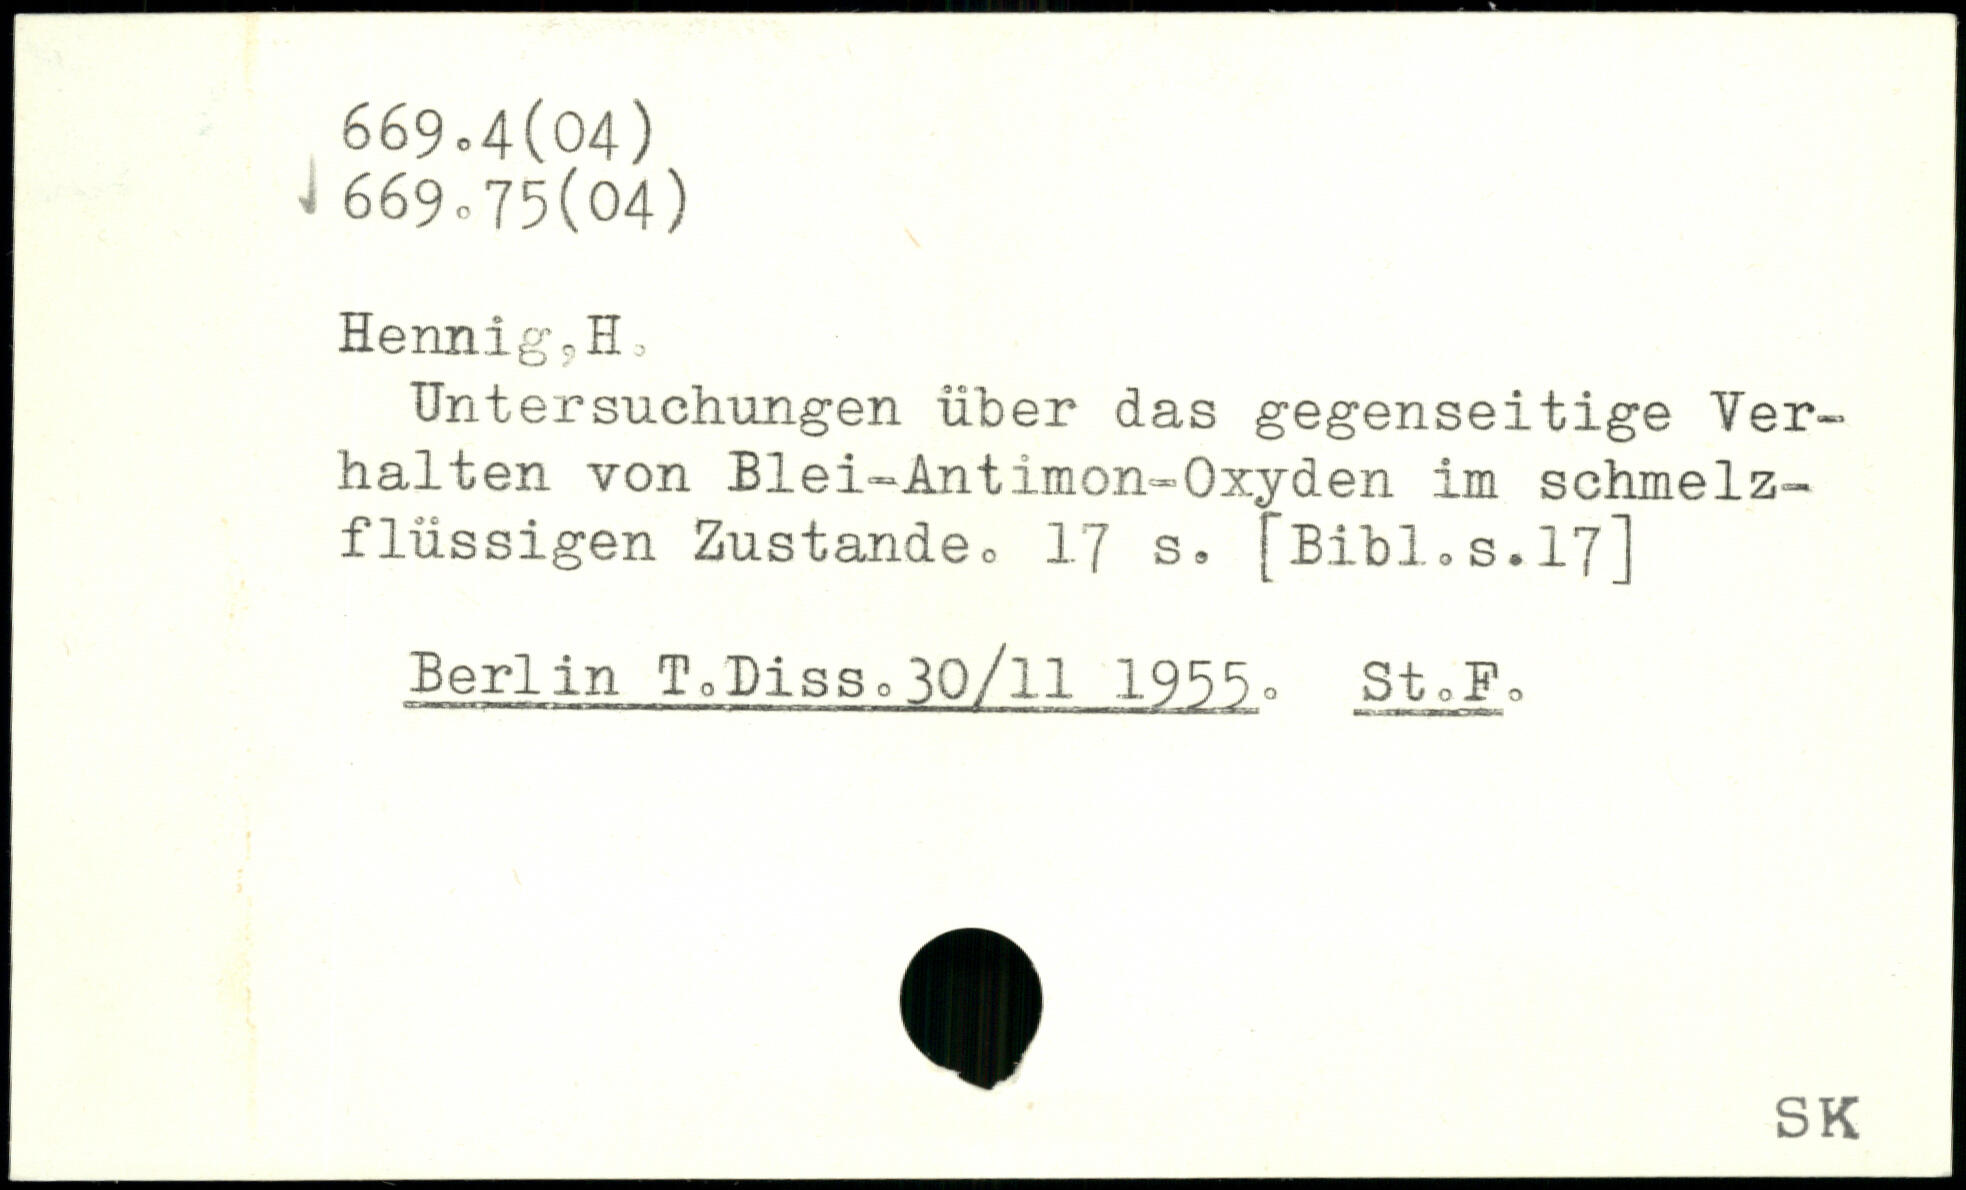 669.4(04)
669.75(04)
Hennig,H.
Untersuchungen über das gegenseitige Ver-
halten von Blei-Antimon-Oxyden im schmelz-
flüssigen Zustande. 17 s. [Bibl.s.17]
Berlin T.Diss.30/11 1955. St.F.
SK